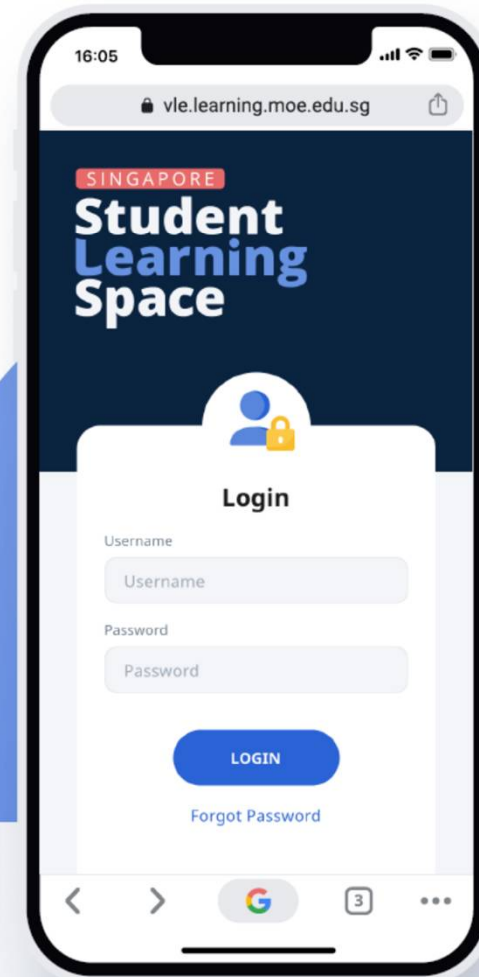 16:05
vle.learning.moe.edu.sg
SINGAPORE
Student
Learning
Space
Login
Username
Username
Password
Password
LOGIN
Forgot Password
3